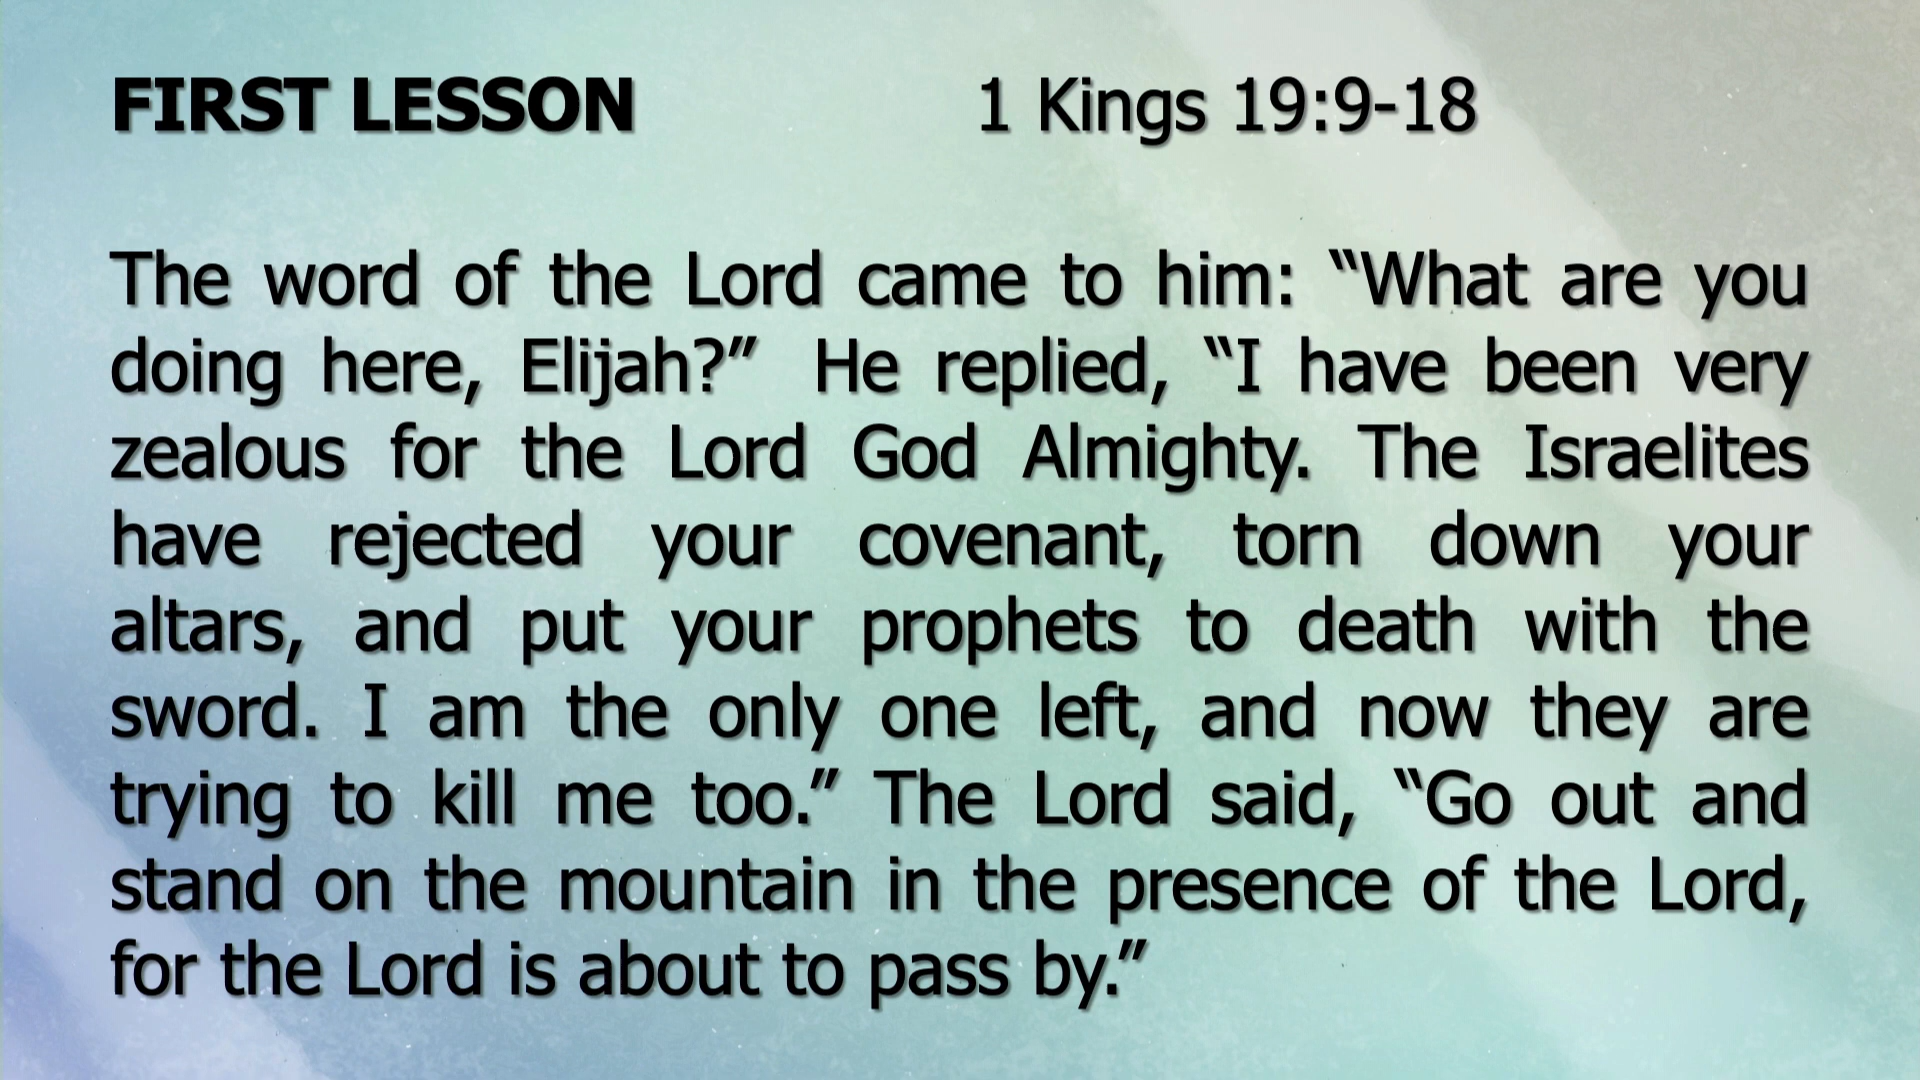 FIRST LESSON 1 Kings 19:9-18
The word of the Lord came to him: “What are you
doing here, Elijah?” He replied, “I have been very
zealous for the Lord God Almighty. The Israelites
have rejected your covenant, torn down your
altars, and put your prophets to death with the
sword. I am the only one left, and now they are
trying to kill me too.” The Lord said, “Go out and
stand on the mountain in the presence of the Lord,
for the Lord is about to pass by.”